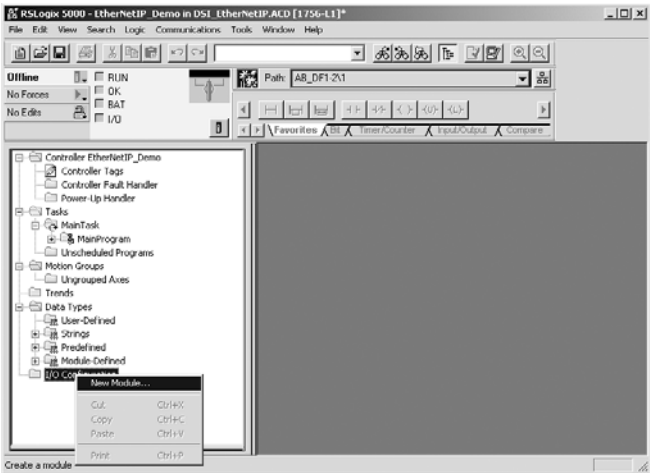 RSLogix 5000 - EtherNetIP_Demo in DSI_EtherNetIP.ACD [1756-L1]*
File Edit View Search Logic Communications Tools Window Help
Offline
RUN
Path: AB_DF1-2\1
No Forces
OK
BAT
No Edits
I/O
Favorites Bit Timer/Counter Input/Output Compare
Controller EtherNetIP_Demo
Controller Tags
Controller Fault Handler
Power-Up Handler
Tasks
MainTask
MainProgram
Unscheduled Programs
Motion Groups
Ungrouped Axes
Trends
Data Types
User-Defined
Strings
Predefined
Module-Defined
I/O Configuration
New Module...
Cut Ctrl+X
Copy Ctrl+C
Paste Ctrl+V
Print Ctrl+P
Create a module